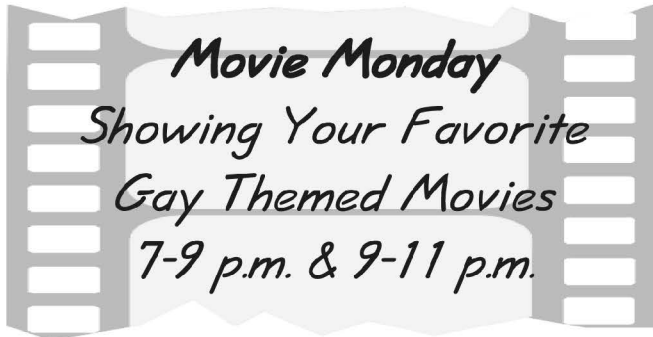 Movie Monday
Showing Your Favorite
Gay Themed Movies
7-9 p.m. & 9-11 p.m.